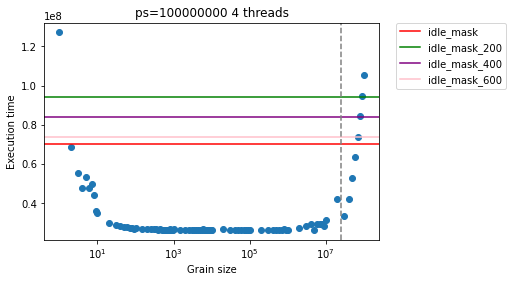 ps=100000000 4 threads
1e8
idle_mask
idle_mask_200
idle_mask_400
idle_mask_600
1.2
1.0
0.8
0.6
0.4
Execution time
10^1
10^3
10^5
10^7
Grain size